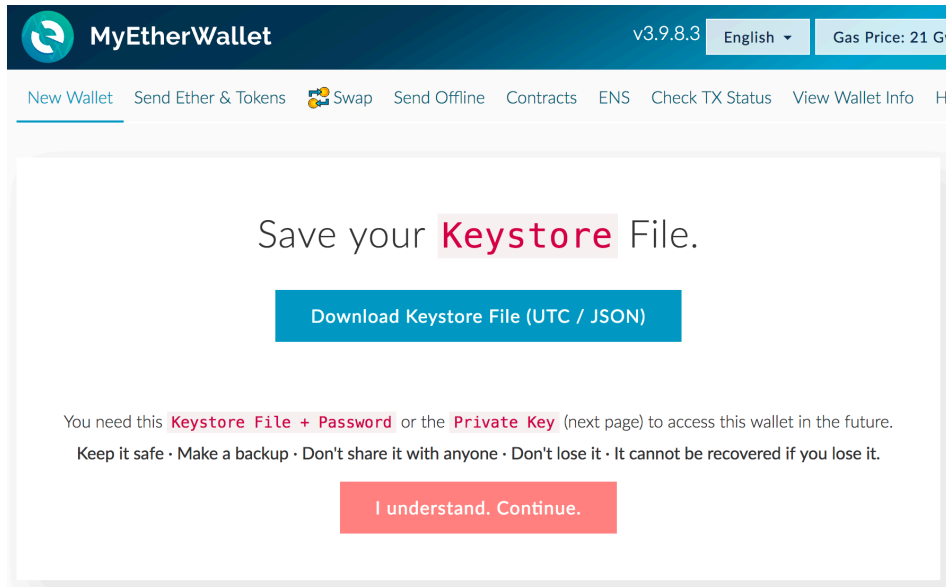 MyEtherWallet
v3.9.8.3 English Gas Price: 21 G
New Wallet Send Ether & Tokens Swap Send Offline Contracts ENS Check TX Status View Wallet Info H
Save your Keystore File.
Download Keystore File (UTC / JSON)
You need this Keystore File + Password or the Private Key (next page) to access this wallet in the future.
Keep it safe · Make a backup · Don't share it with anyone · Don't lose it · It cannot be recovered if you lose it.
I understand. Continue.